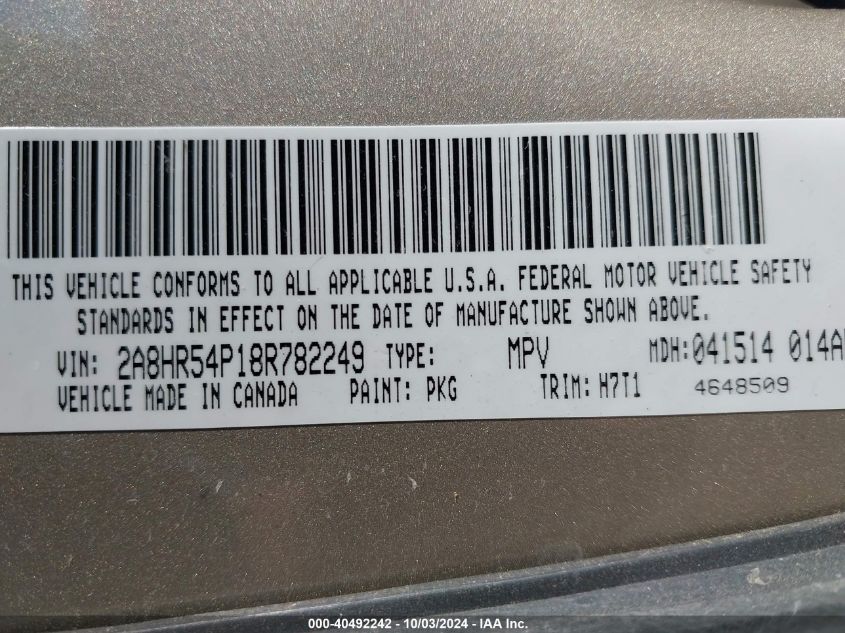 THIS VEHICLE CONFORMS TO ALL APPLICABLE U.S.A. FEDERAL MOTOR VEHICLE SAFETY
STANDARDS IN EFFECT ON THE DATE OF MANUFACTURE SHOWN ABOVE.
VIN: 2A8HR54P18R782249 TYPE: MPV MDH: 041514 014A
VEHICLE MADE IN CANADA PAINT: PKG TRIM: H7T1 4648509
000-40492242 - 10/03/2024 - IAA Inc.